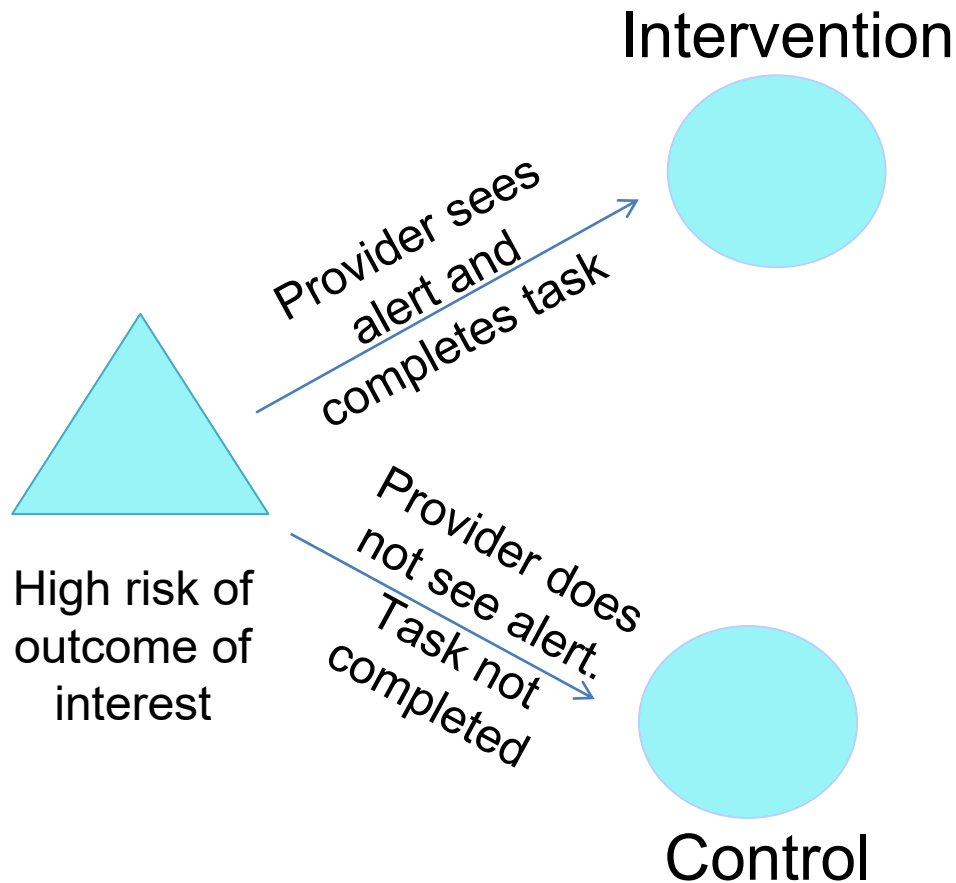 Intervention
Provider sees
alert and
completes task
High risk of
outcome of
interest
Provider does
not see alert.
Task not
completed
Control